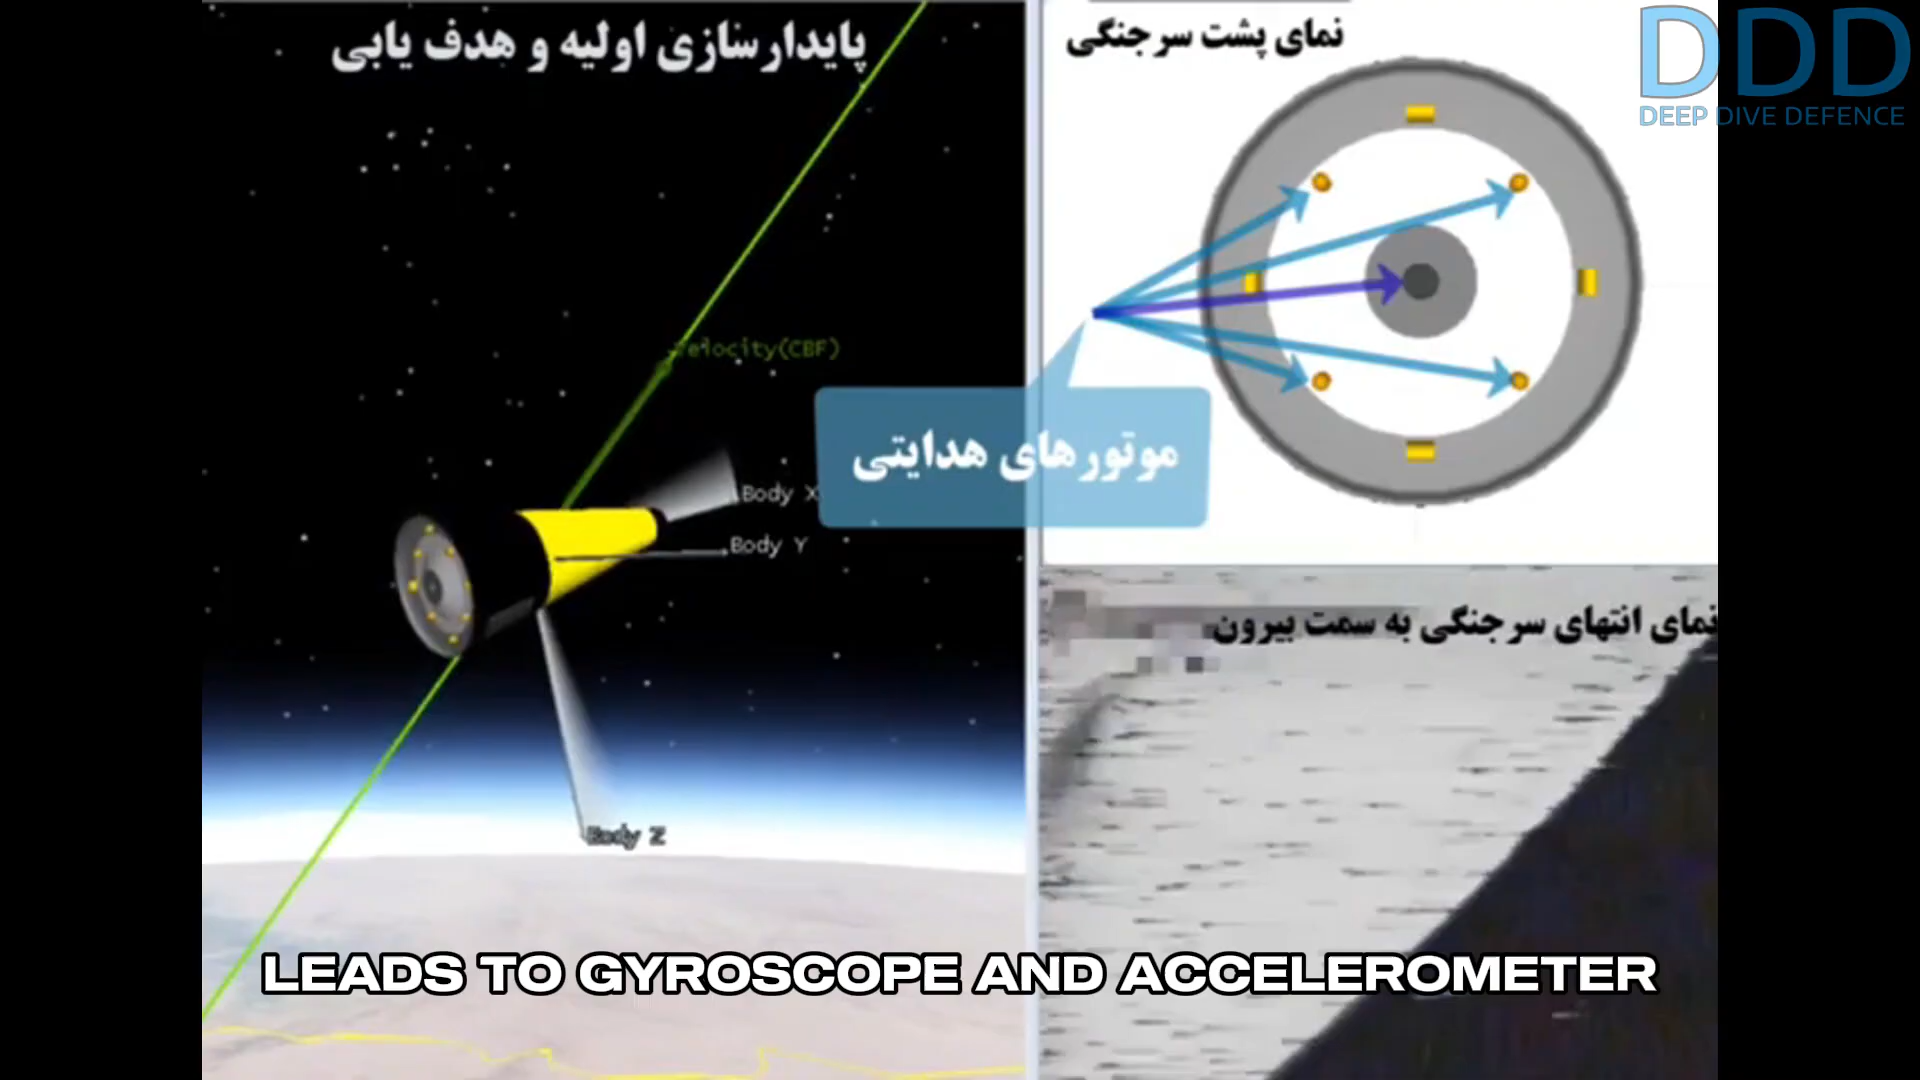 پایدارسازی اولیه و هدف یابی
نمای پشت سرجنگی
DDD
DEEP DIVE DEFENCE
Velocity(CBF)
موتورهای هدایتی
Body X
Body Y
نمای انتهای سرجنگی به سمت بیرون
Body Z
LEADS TO GYROSCOPE AND ACCELEROMETER